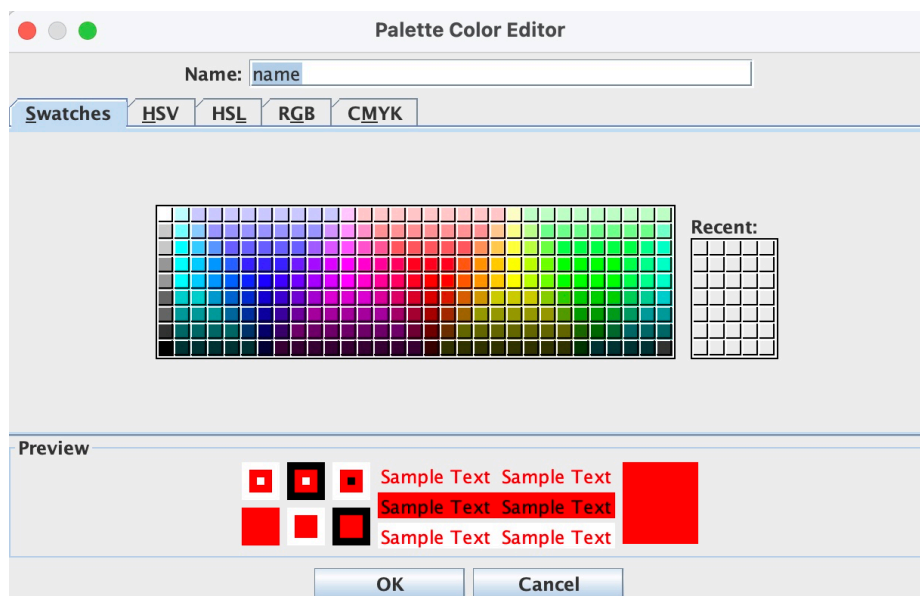 Palette Color Editor
Name: name
Swatches HSV HSL RGB CMYK
Recent:
Preview
Sample Text Sample Text
Sample Text Sample Text
Sample Text Sample Text
OK Cancel